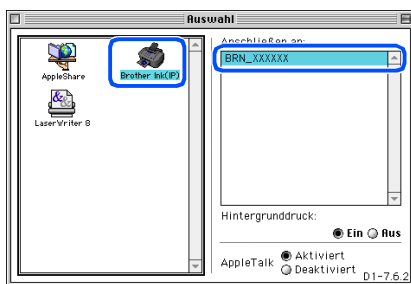 Auswahl
AppleShare
Brother Ink(IP)
LaserWriter 8
Anschließen an:
BRN_XXXXXX
Hintergrunddruck:
Ein Aus
AppleTalk
Aktiviert
Deaktiviert
D1-7.6.2